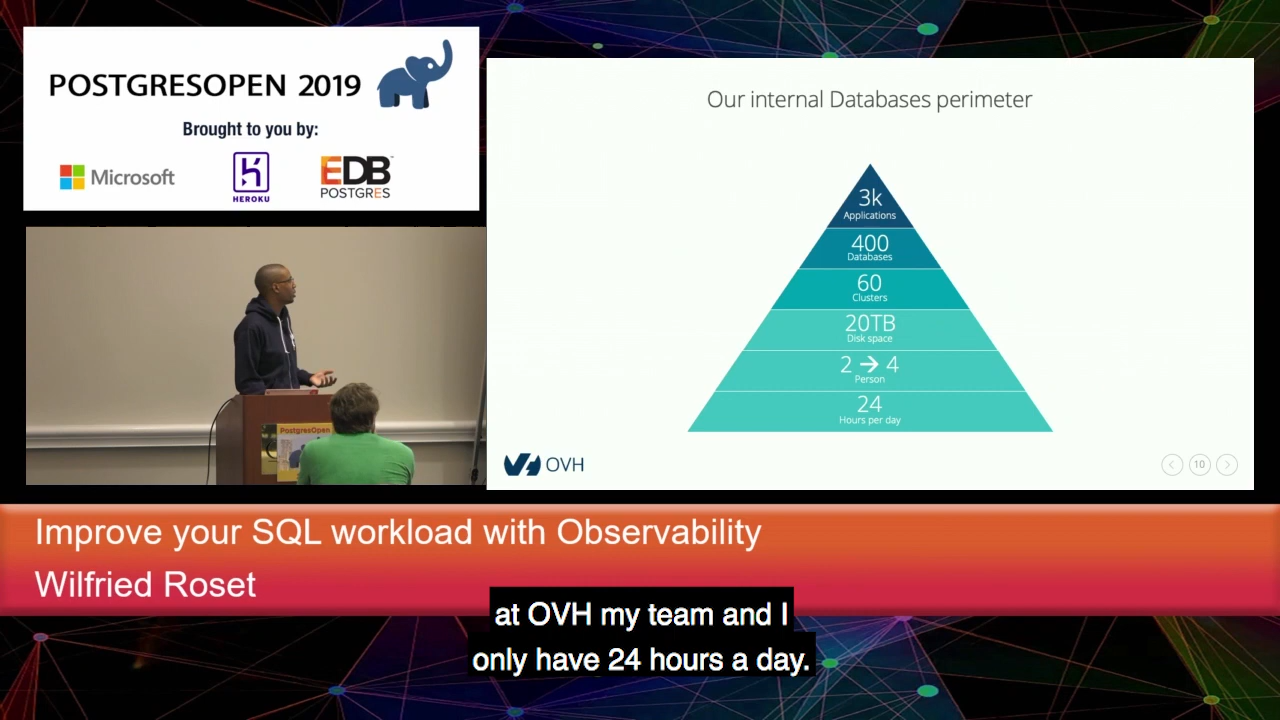 POSTGRESOPEN 2019
Brought to you by:
Microsoft
HEROKU
EDB
POSTGRES
Our internal Databases perimeter
3k
Applications
400
Databases
60
Clusters
20TB
Disk space
2 → 4
Person
24
Hours per day
OVH
10
PostgresOpen
Improve your SQL workload with Observability
Wilfried Roset
at OVH my team and I
only have 24 hours a day.